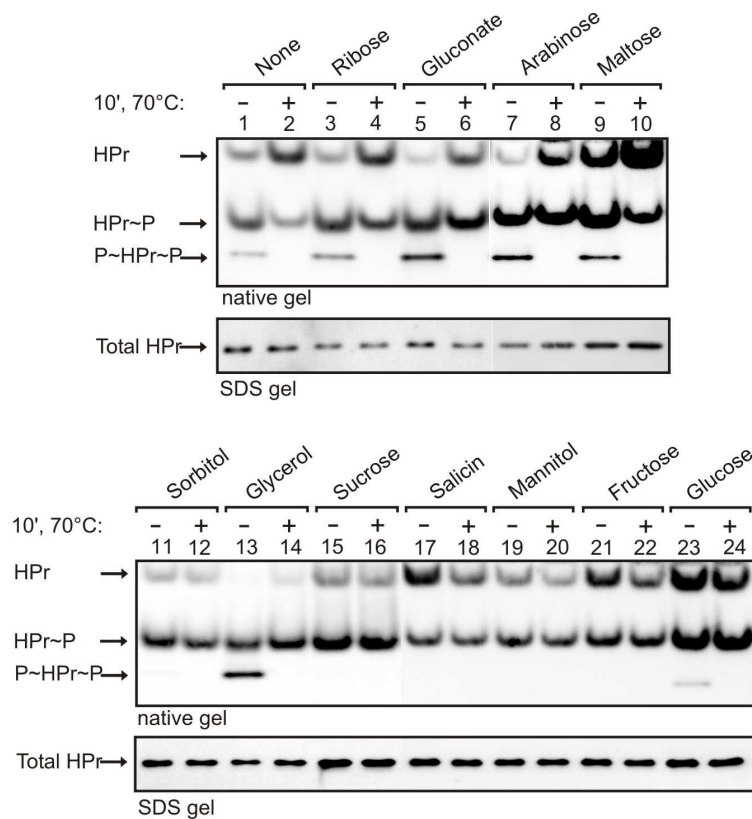 None Ribose Gluconate Arabinose Maltose
10', 70°C: – + – + – + – + – +
1 2 3 4 5 6 7 8 9 10
HPr
HPr~P
P~HPr~P
native gel
Total HPr
SDS gel
Sorbitol Glycerol Sucrose Salicin Mannitol Fructose Glucose
10', 70°C: – + – + – + – + – + – + – +
11 12 13 14 15 16 17 18 19 20 21 22 23 24
HPr
HPr~P
P~HPr~P
native gel
Total HPr
SDS gel